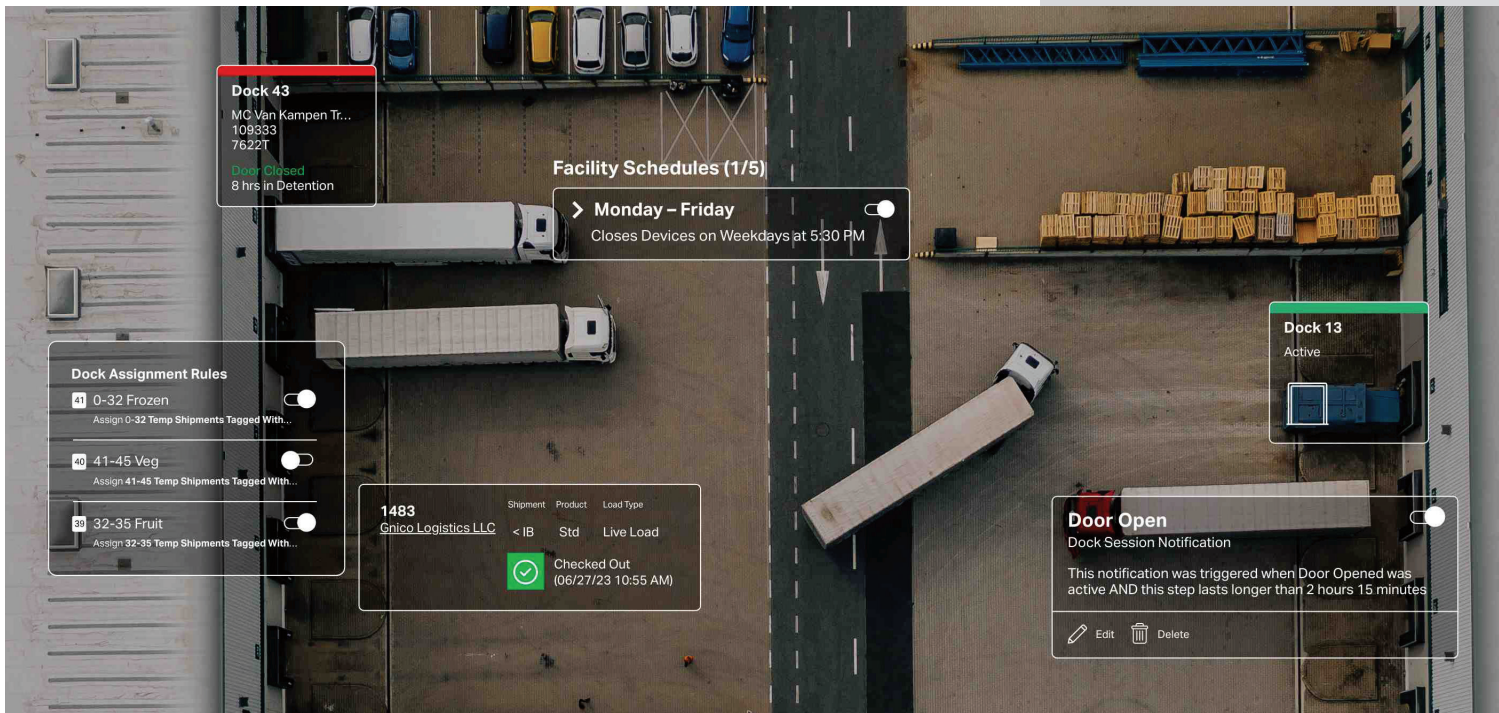 Dock 43
MC Van Kampen Tr...
109333
7622T
Door Closed
8 hrs in Detention
Facility Schedules (1/5)
Monday – Friday
Closes Devices on Weekdays at 5:30 PM
Dock 13
Active
Dock Assignment Rules
41 0-32 Frozen
Assign 0-32 Temp Shipments Tagged With...
40 41-45 Veg
Assign 41-45 Temp Shipments Tagged With...
39 32-35 Fruit
Assign 32-35 Temp Shipments Tagged With...
1483
Gnico Logistics LLC
Shipment Product Load Type
< IB Std Live Load
Checked Out
(06/27/23 10:55 AM)
Door Open
Dock Session Notification
This notification was triggered when Door Opened was
active AND this step lasts longer than 2 hours 15 minutes
Edit Delete